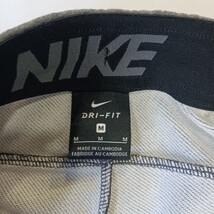 NIKE
DRI-FIT
M
M M M
MADE IN CAMBODIA
FABRIQUÉ AU CAMBODGE